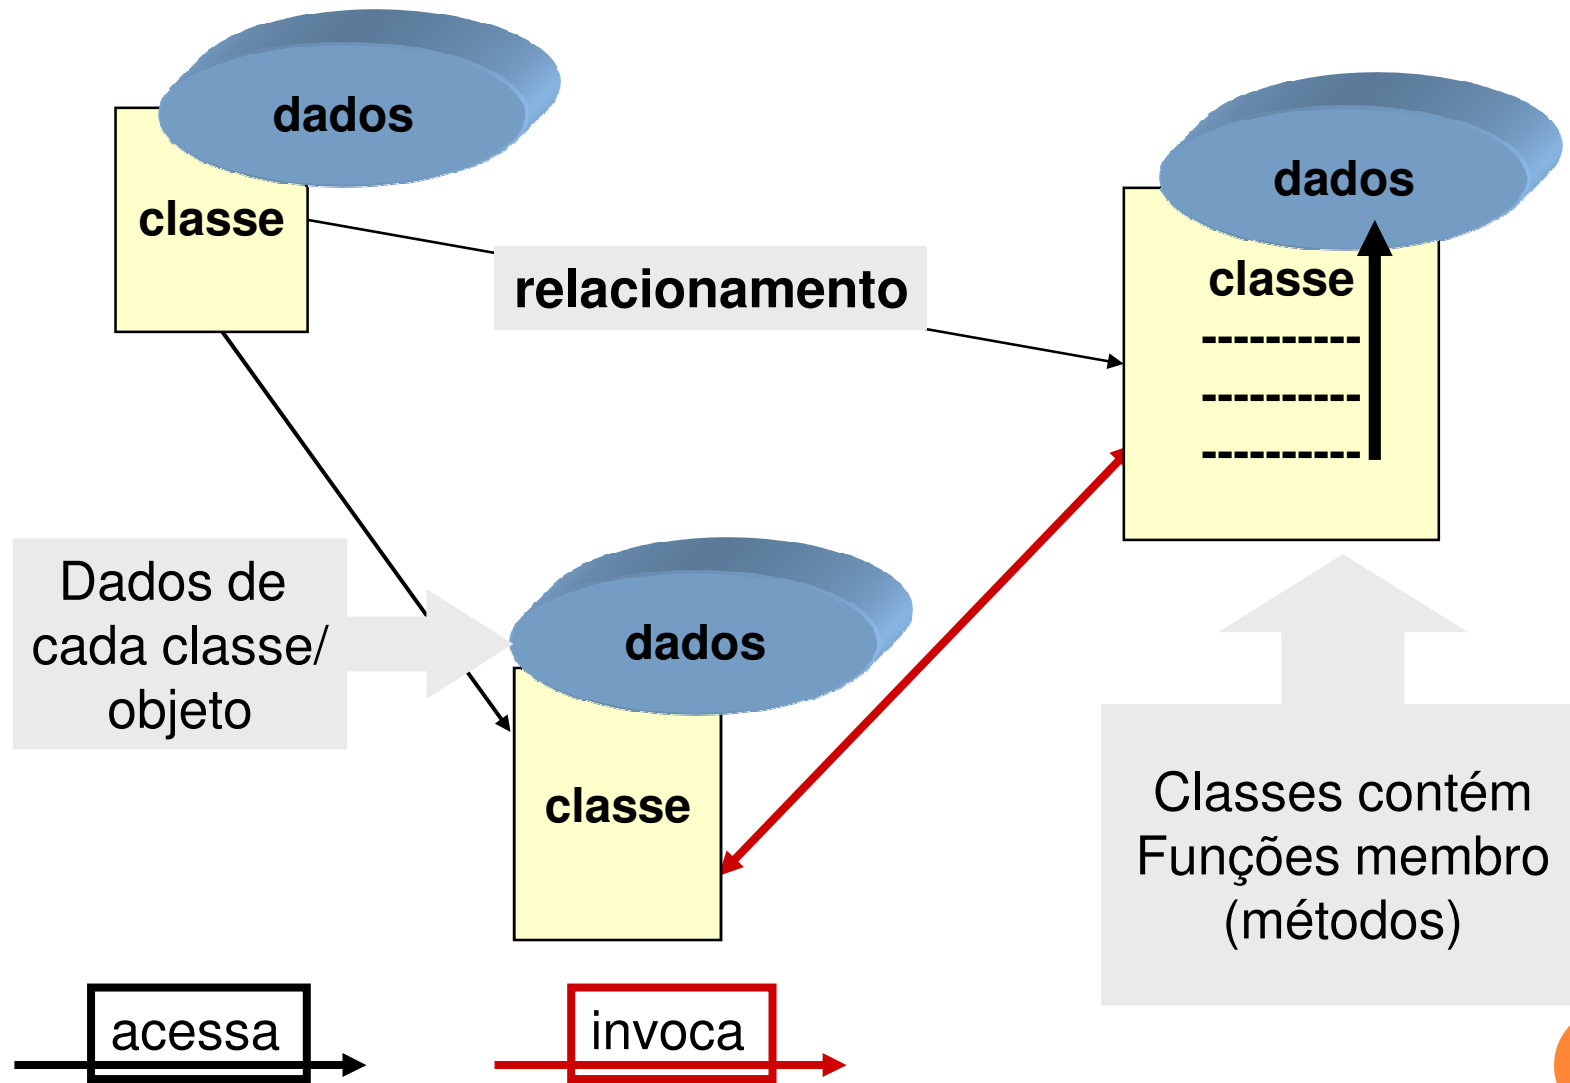 dados
classe
dados
classe
----------
----------
----------
relacionamento
Dados de
cada classe/
objeto
dados
classe
Classes contém
Funções membro
(métodos)
acessa
invoca